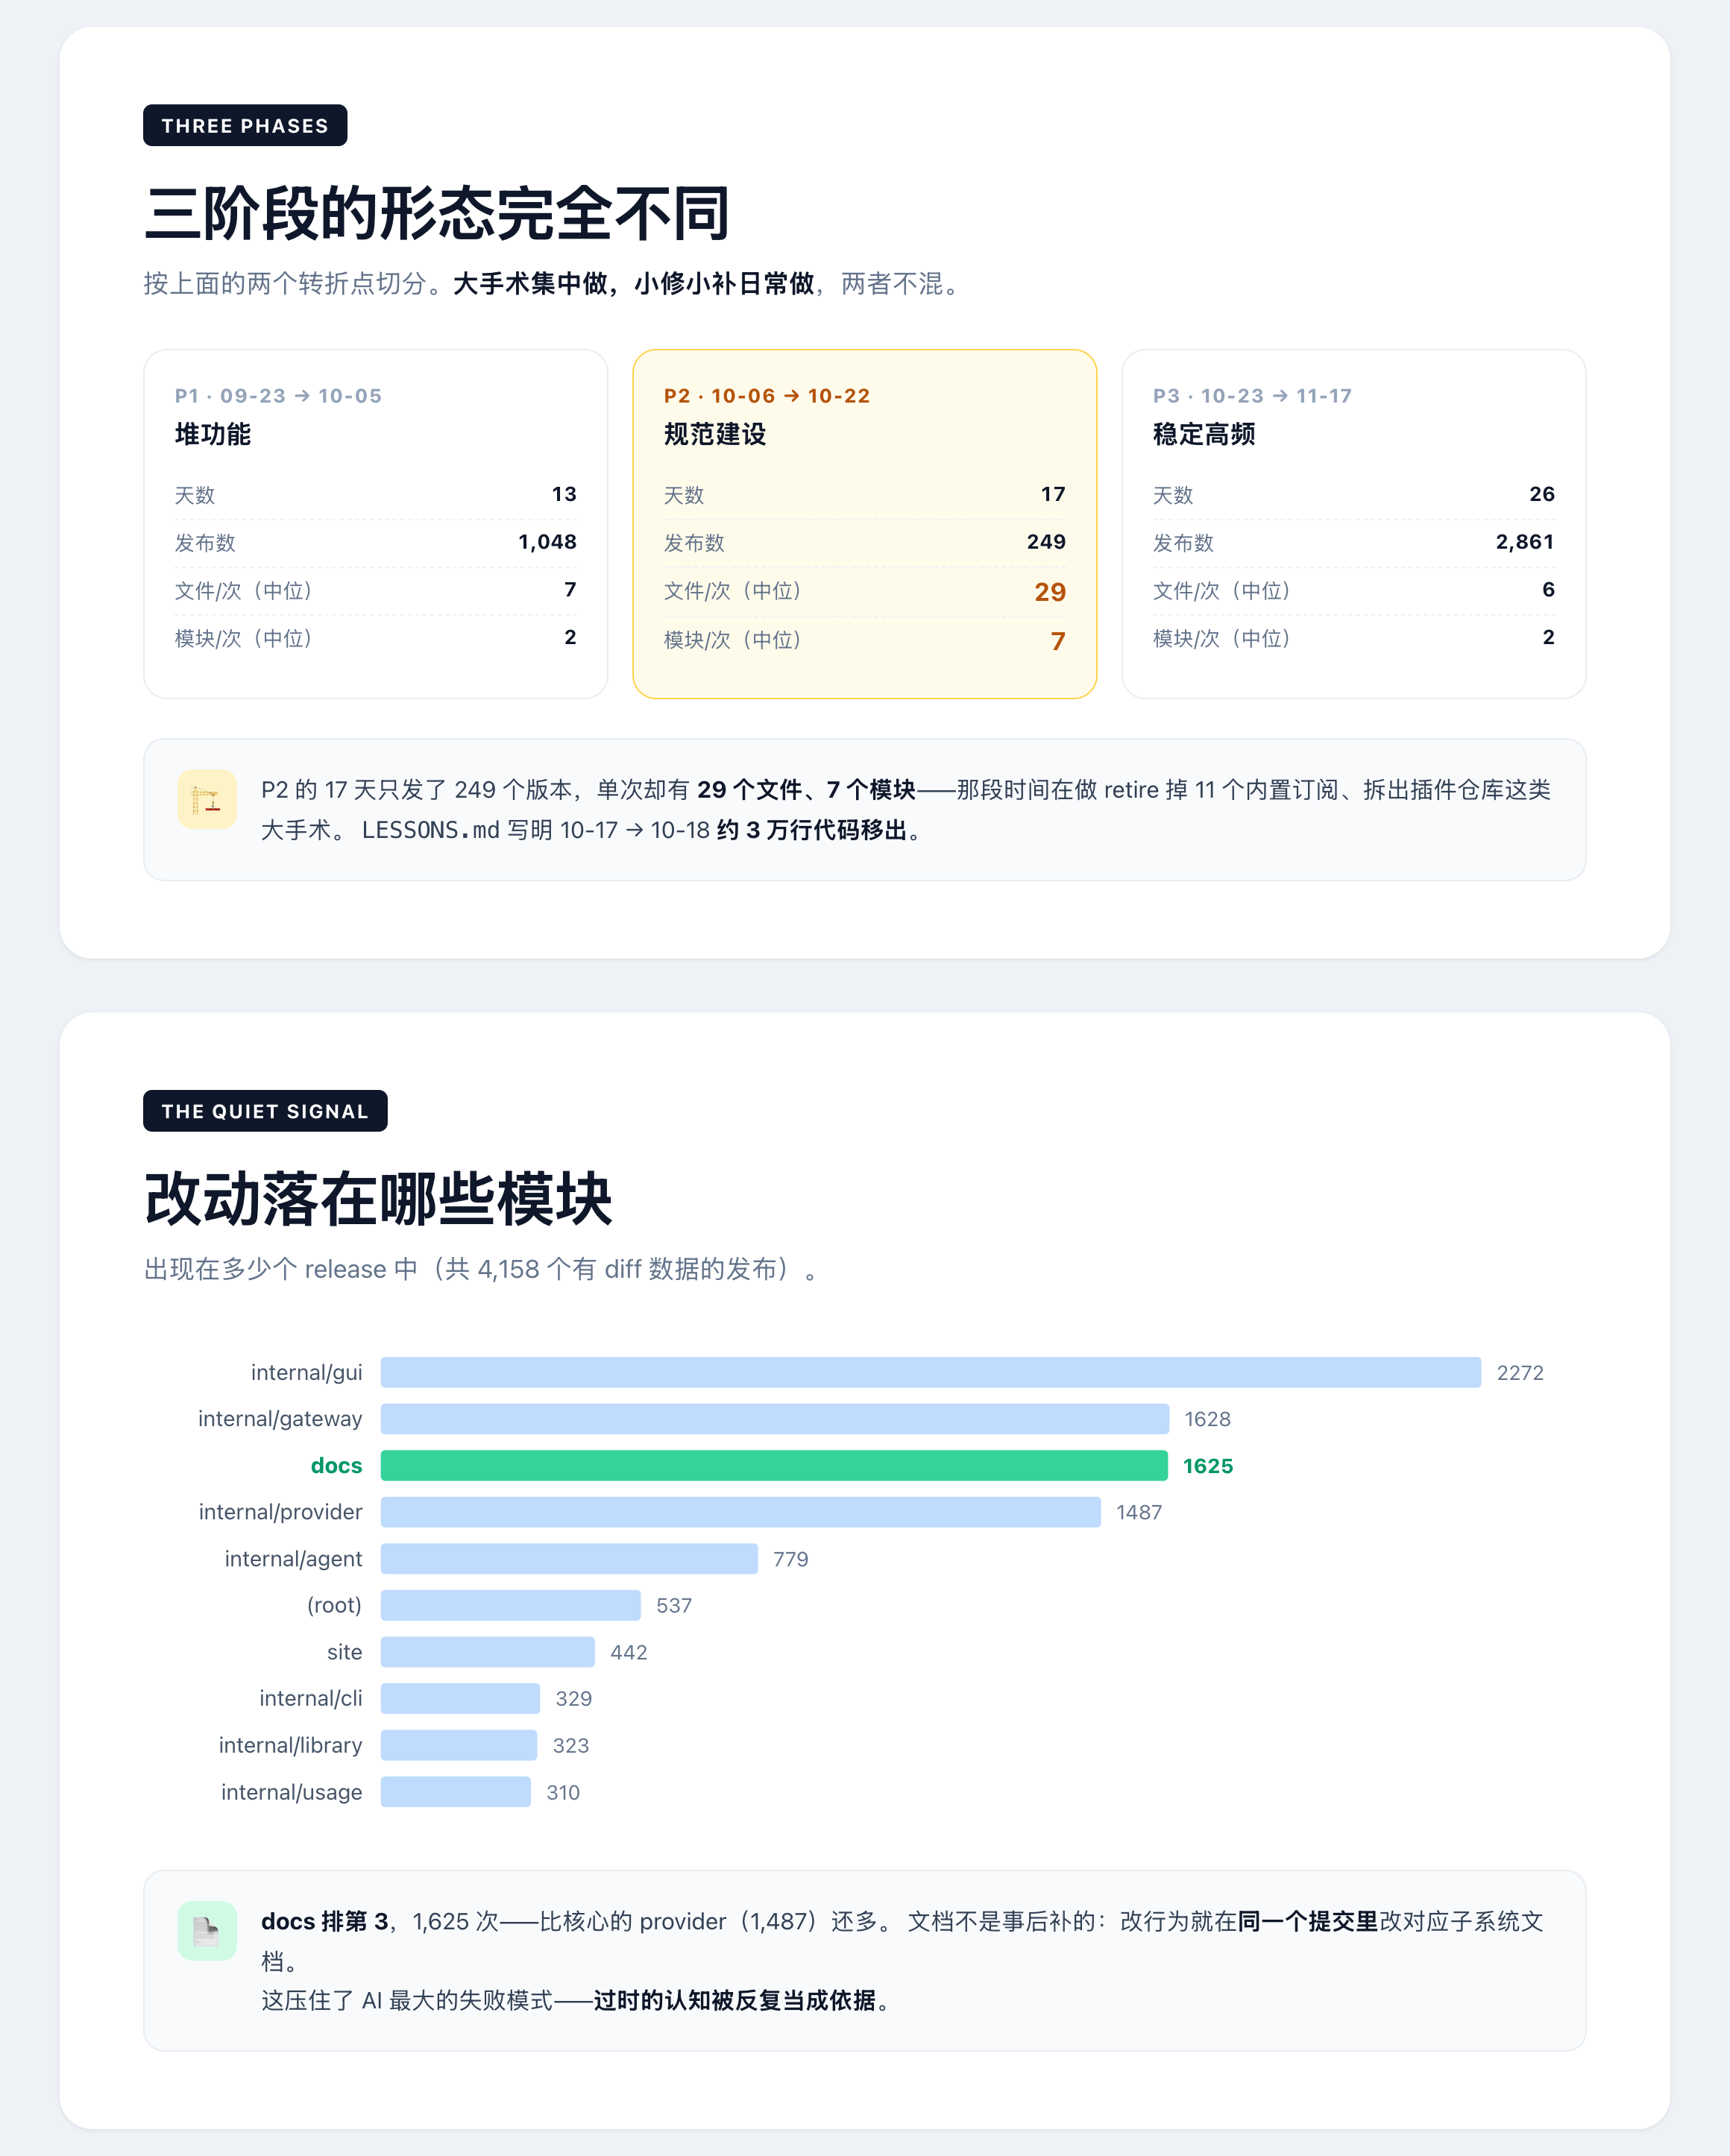 THREE PHASES
三阶段的形态完全不同
按上面的两个转折点切分。大手术集中做，小修小补日常做，两者不混。
P1 · 09-23 → 10-05
堆功能
天数 13
发布数 1,048
文件/次（中位） 7
模块/次（中位） 2
P2 · 10-06 → 10-22
规范建设
天数 17
发布数 249
文件/次（中位） 29
模块/次（中位） 7
P3 · 10-23 → 11-17
稳定高频
天数 26
发布数 2,861
文件/次（中位） 6
模块/次（中位） 2
P2 的 17 天只发了 249 个版本，单次却有 29 个文件、7 个模块——那段时间在做 retire 掉 11 个内置订阅、拆出插件仓库这类
大手术。 LESSONS.md 写明 10-17 → 10-18 约 3 万行代码移出。
THE QUIET SIGNAL
改动落在哪些模块
出现在多少个 release 中（共 4,158 个有 diff 数据的发布）。
internal/gui 2272
internal/gateway 1628
docs 1625
internal/provider 1487
internal/agent 779
(root) 537
site 442
internal/cli 329
internal/library 323
internal/usage 310
docs 排第 3，1,625 次——比核心的 provider（1,487）还多。 文档不是事后补的：改行为就在同一个提交里改对应子系统文
档。
这压住了 AI 最大的失败模式——过时的认知被反复当成依据。